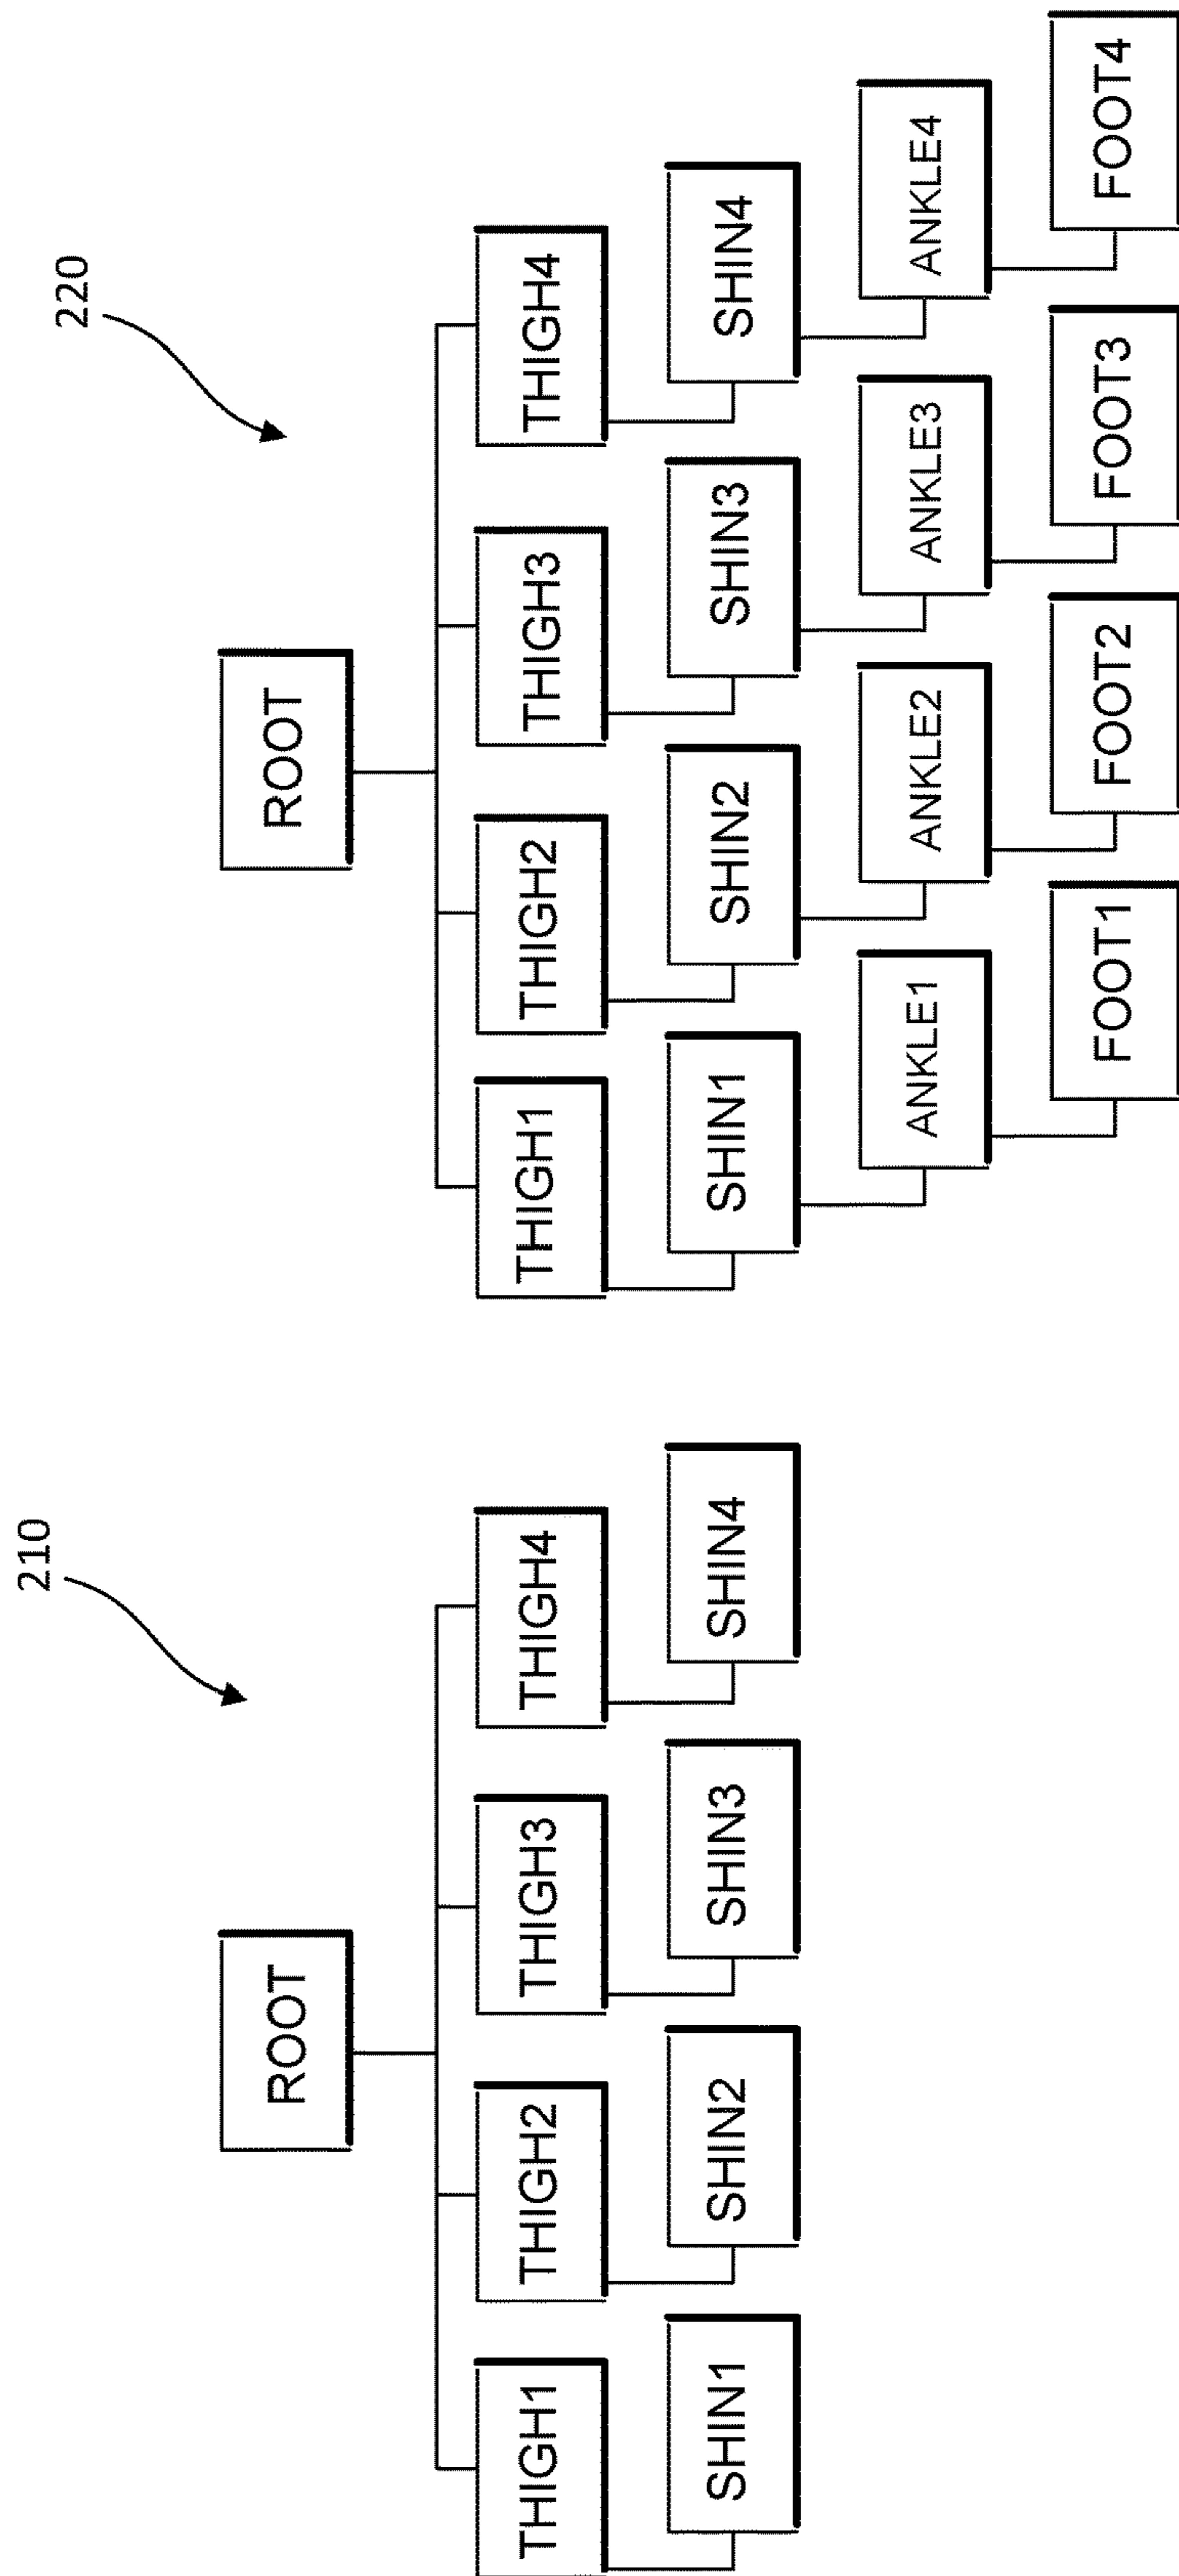 210
ROOT
THIGH1
THIGH2
THIGH3
THIGH4
SHIN1
SHIN2
SHIN3
SHIN4
220
ROOT
THIGH1
THIGH2
THIGH3
THIGH4
SHIN1
SHIN2
SHIN3
SHIN4
ANKLE1
ANKLE2
ANKLE3
ANKLE4
FOOT1
FOOT2
FOOT3
FOOT4